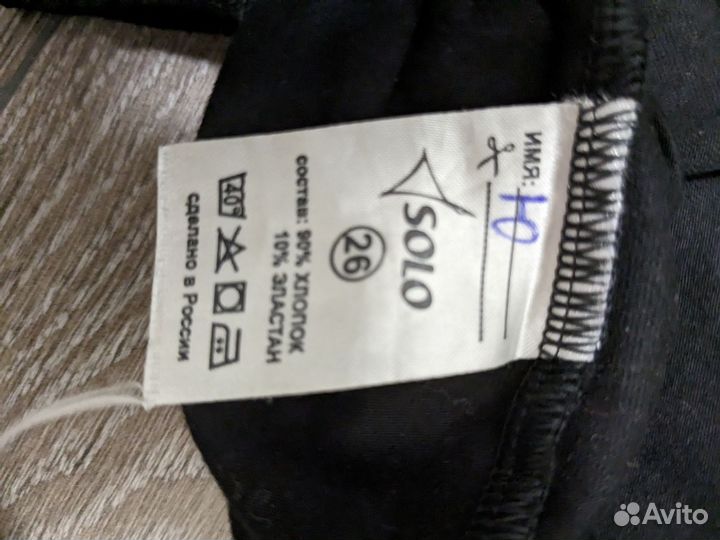 ИМЯ: Ю
SOLO
26
состав: 90% ХЛОПОК
10% ЭЛАСТАН
40°
сделано в России
Avito